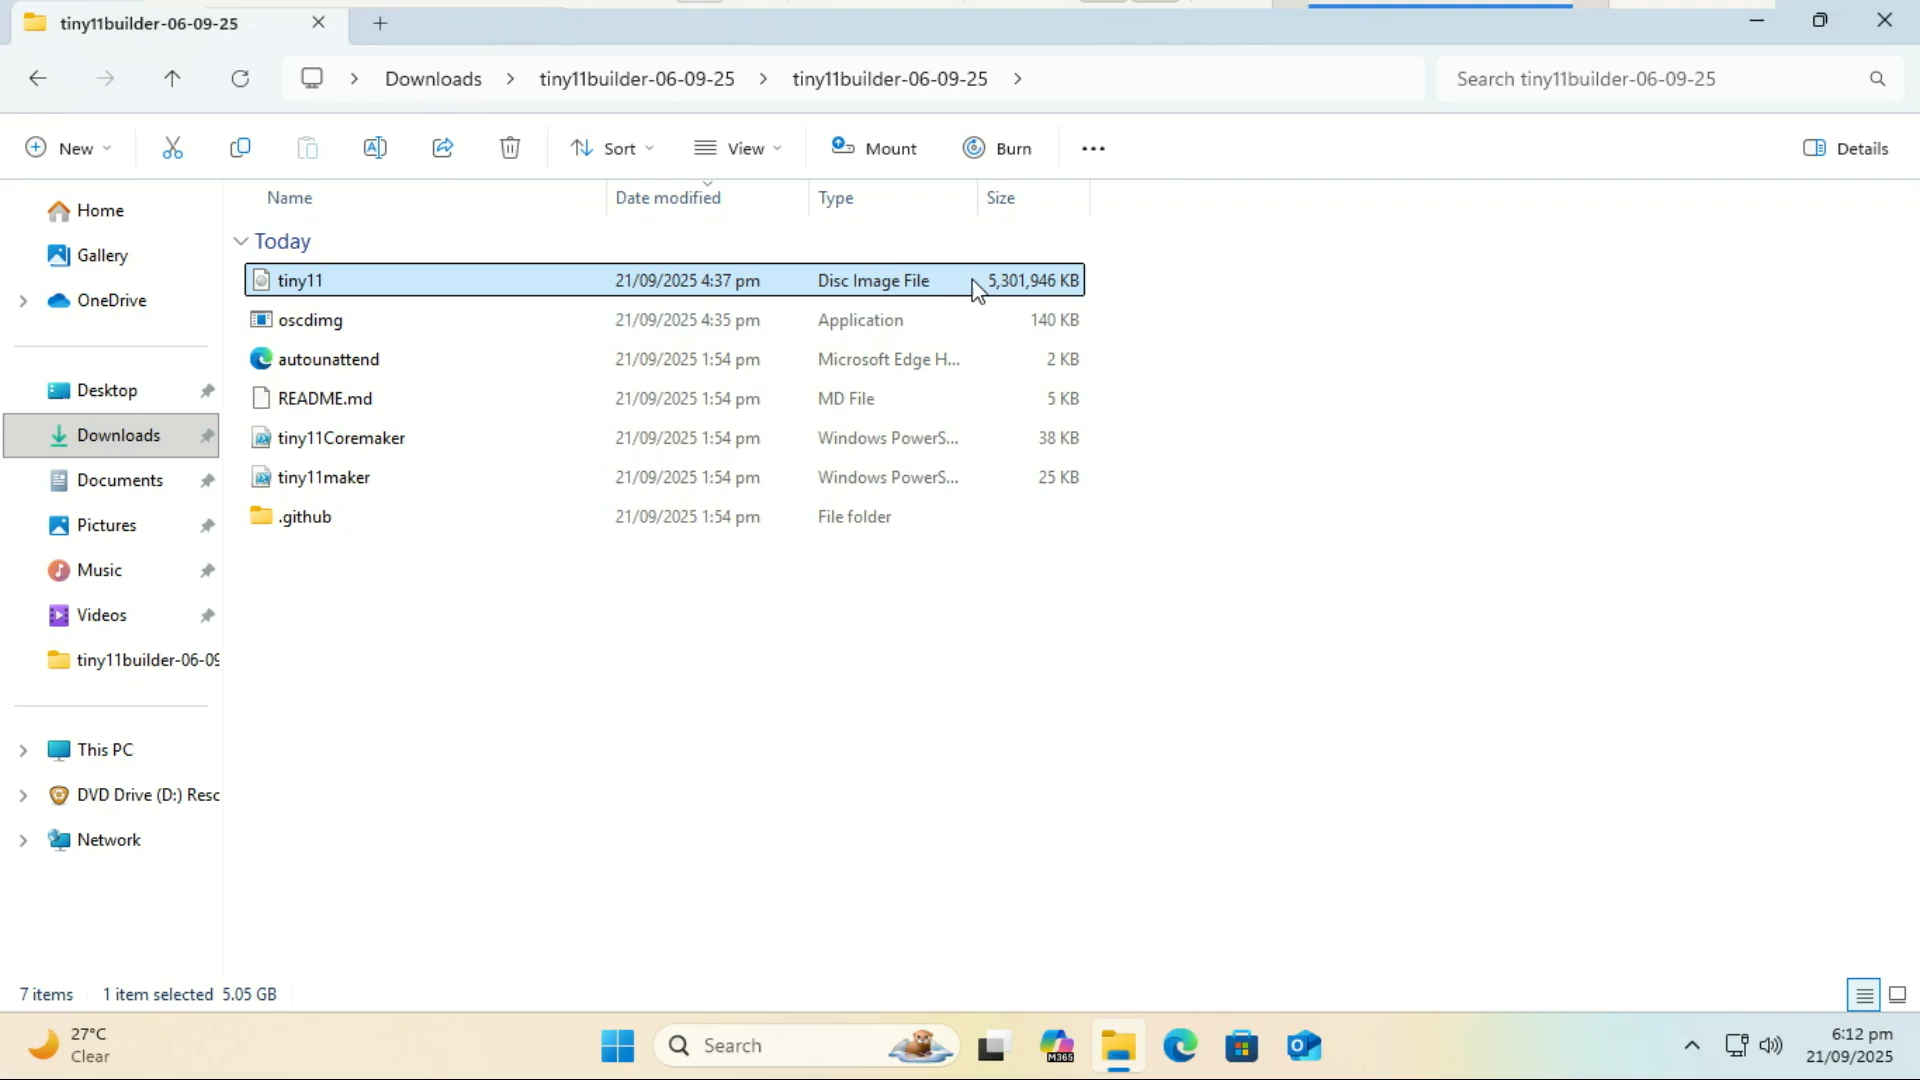 tiny11builder-06-09-25
Downloads > tiny11builder-06-09-25 > tiny11builder-06-09-25 >
Search tiny11builder-06-09-25
New
Sort
View
Mount
Burn
Details
Name Date modified Type Size
Today
tiny11 21/09/2025 4:37 pm Disc Image File 5,301,946 KB
oscdimg 21/09/2025 4:35 pm Application 140 KB
autounattend 21/09/2025 1:54 pm Microsoft Edge H... 2 KB
README.md 21/09/2025 1:54 pm MD File 5 KB
tiny11Coremaker 21/09/2025 1:54 pm Windows PowerS... 38 KB
tiny11maker 21/09/2025 1:54 pm Windows PowerS... 25 KB
.github 21/09/2025 1:54 pm File folder
Home
Gallery
OneDrive
Desktop
Downloads
Documents
Pictures
Music
Videos
tiny11builder-06-09
This PC
DVD Drive (D:) Resc
Network
7 items 1 item selected 5.05 GB
27°C
Clear
Search
M365
6:12 pm
21/09/2025